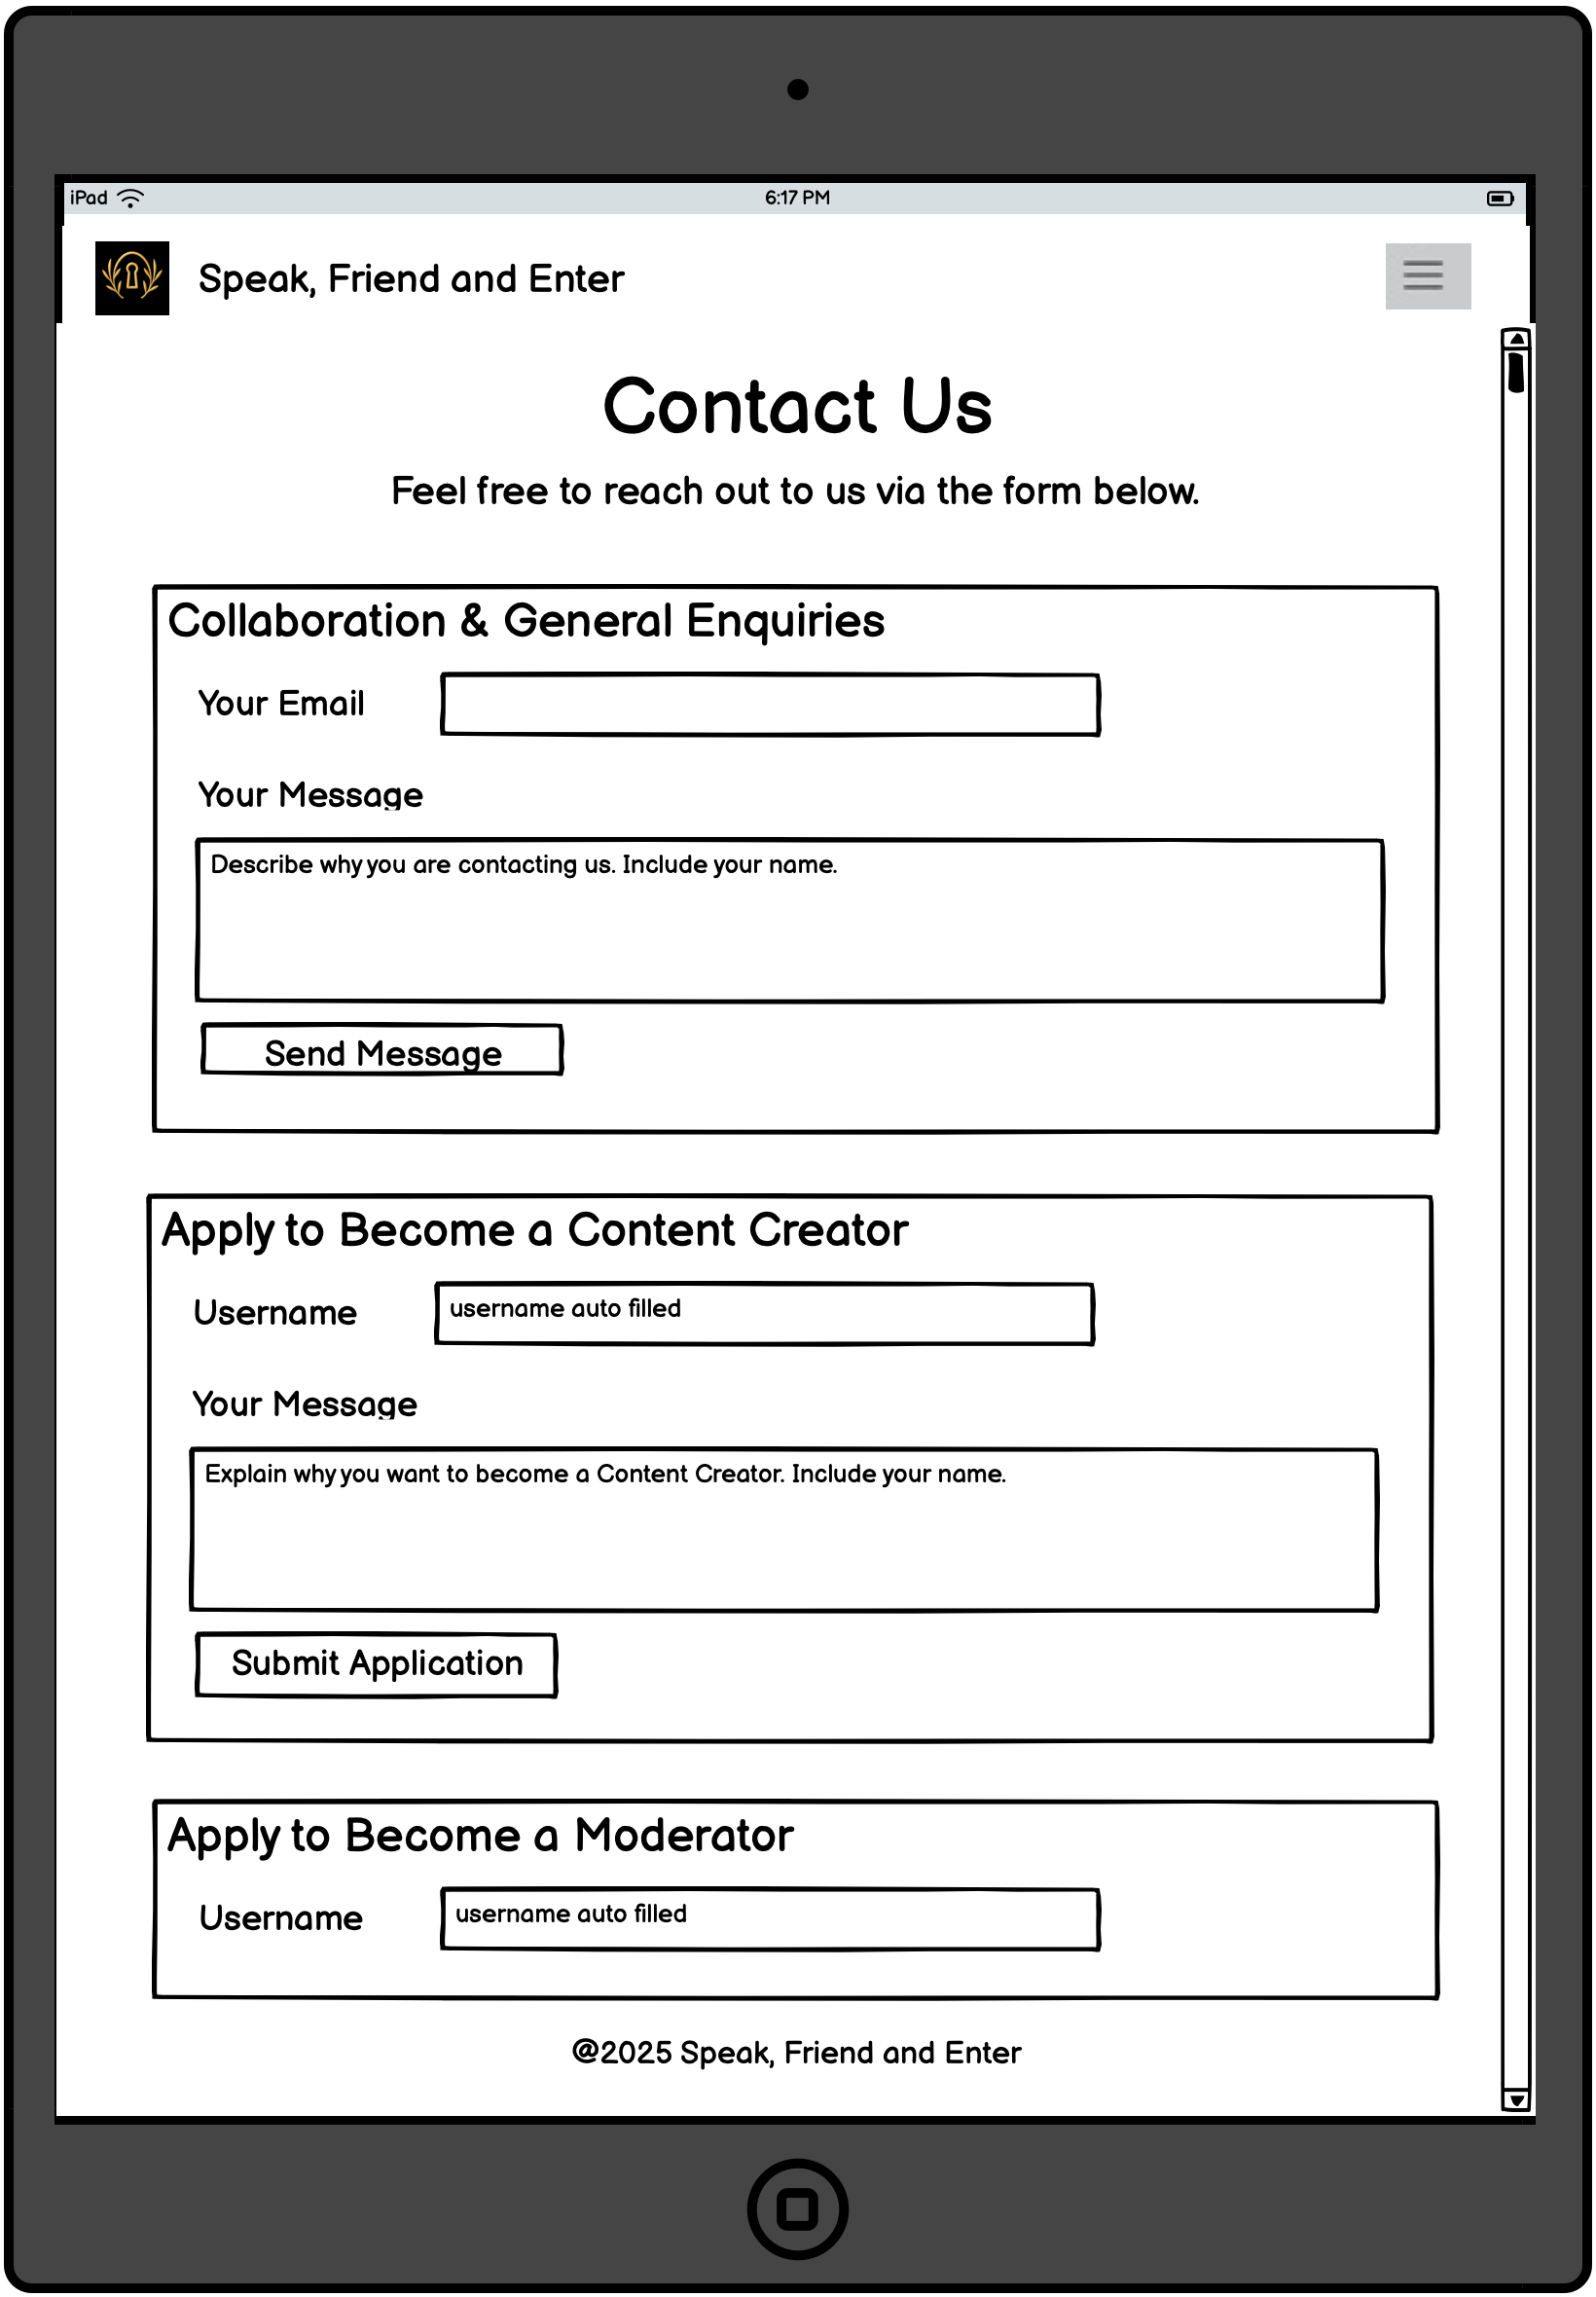 iPad 6:17 PM
Speak, Friend and Enter
Contact Us
Feel free to reach out to us via the form below.
Collaboration & General Enquiries
Your Email
Your Message
Describe why you are contacting us. Include your name.
Send Message
Apply to Become a Content Creator
Username username auto filled
Your Message
Explain why you want to become a Content Creator. Include your name.
Submit Application
Apply to Become a Moderator
Username username auto filled
@2025 Speak, Friend and Enter